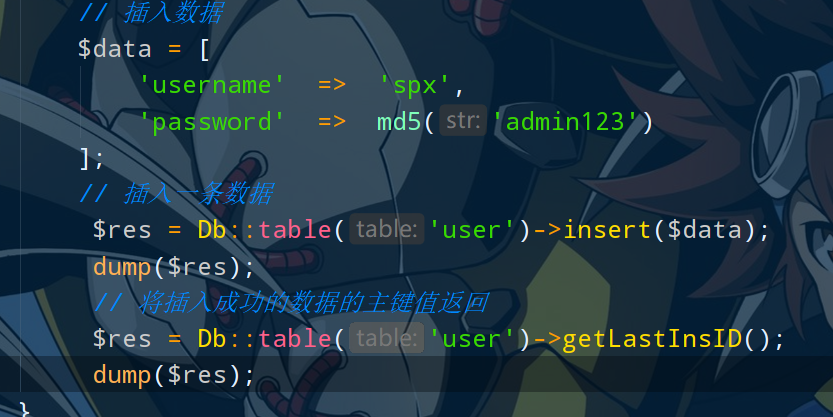 // 插入数据
$data = [
'username' => 'spx',
'password' => md5( str: 'admin123')
];
// 插入一条数据
$res = Db::table( table: 'user')->insert($data);
dump($res);
// 将插入成功的数据的主键值返回
$res = Db::table( table: 'user')->getLastInsID();
dump($res);
}